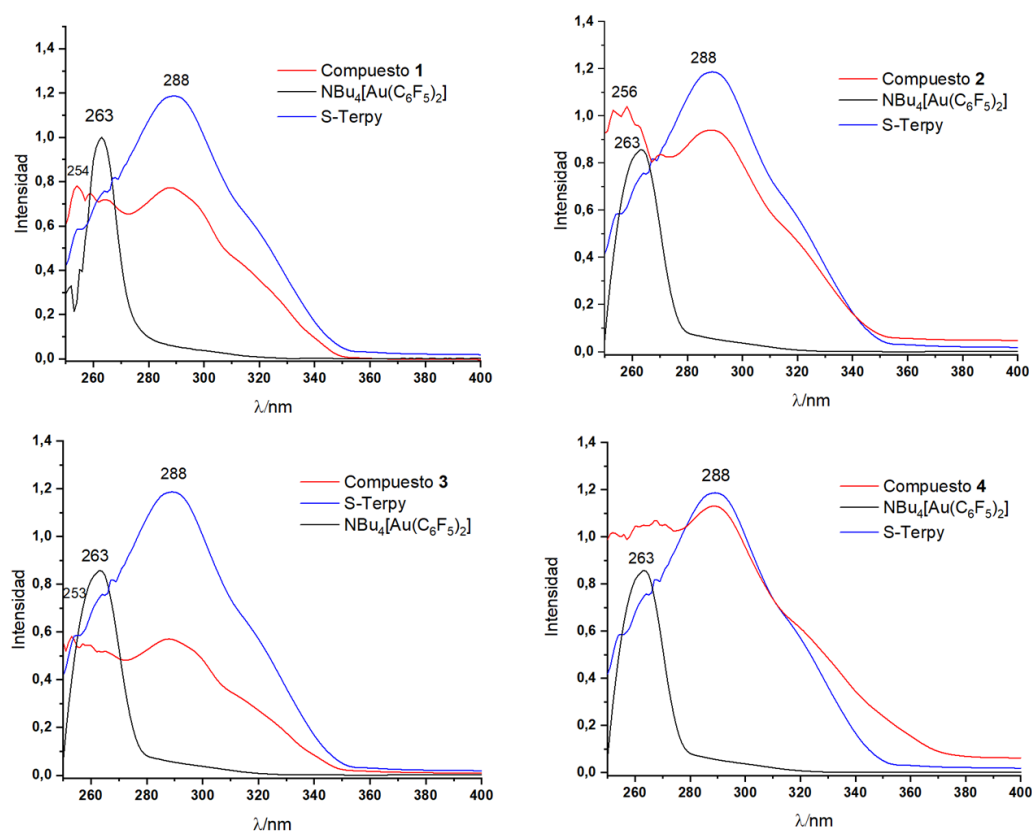 1,4
1,2
1,0
0,8
0,6
0,4
0,2
0,0
Intensidad
260 280 300 320 340 360 380 400
λ/nm
254
263
288
Compuesto 1
NBu4[Au(C6F5)2]
S-Terpy
1,4
1,2
1,0
0,8
0,6
0,4
0,2
0,0
Intensidad
260 280 300 320 340 360 380 400
λ/nm
256
263
288
Compuesto 2
NBu4[Au(C6F5)2]
S-Terpy
1,4
1,2
1,0
0,8
0,6
0,4
0,2
0,0
Intensidad
260 280 300 320 340 360 380 400
λ/nm
253
263
288
Compuesto 3
S-Terpy
NBu4[Au(C6F5)2]
1,4
1,2
1,0
0,8
0,6
0,4
0,2
0,0
Intensidad
260 280 300 320 340 360 380 400
λ/nm
263
288
Compuesto 4
NBu4[Au(C6F5)2]
S-Terpy